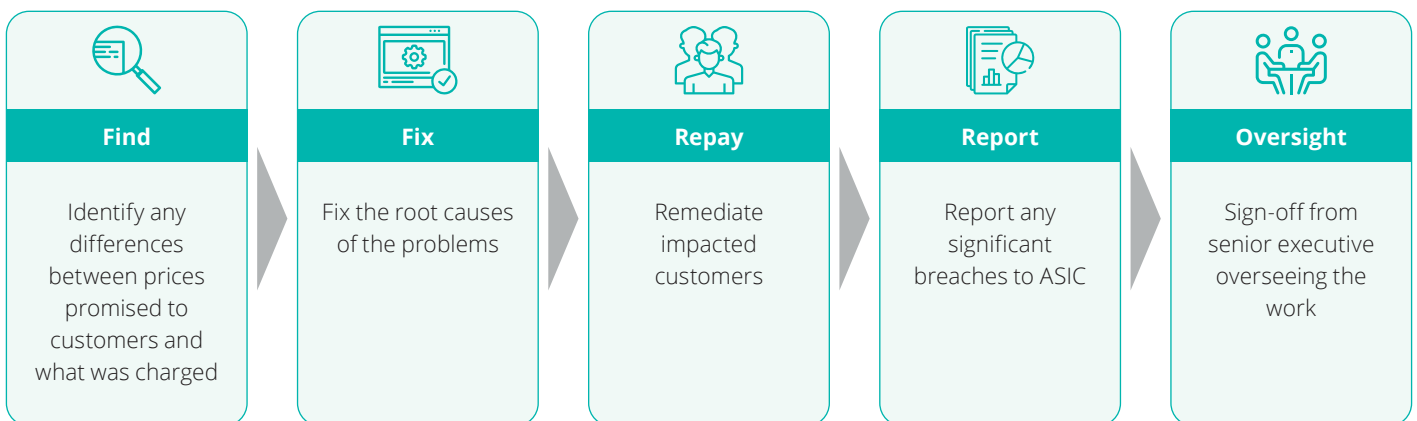 Find
Identify any
differences
between prices
promised to
customers and
what was charged
Fix
Fix the root causes
of the problems
Repay
Remediate
impacted
customers
Report
Report any
significant
breaches to ASIC
Oversight
Sign-off from
senior executive
overseeing the
work